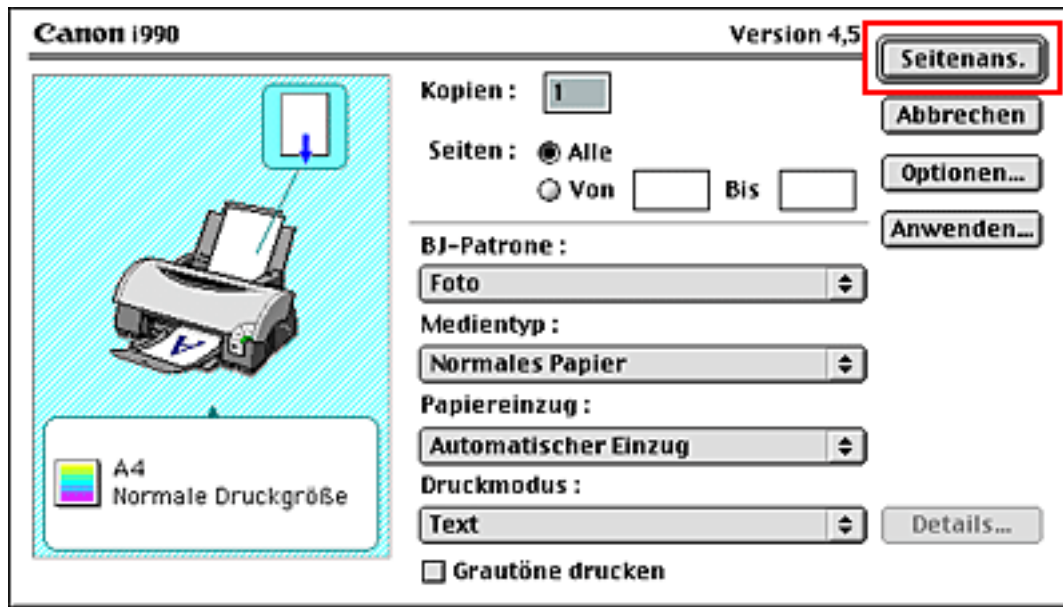 Canon i990
Version 4,5
Seitenans.
Kopien : 1
Abbrechen
Seiten : Alle
Von Bis
Optionen...
Anwenden...
BJ-Patrone :
Foto
Medientyp :
Normales Papier
Papiereinzug :
Automatischer Einzug
Druckmodus :
Text
Details...
Grautöne drucken
A
A4
Normale Druckgröße